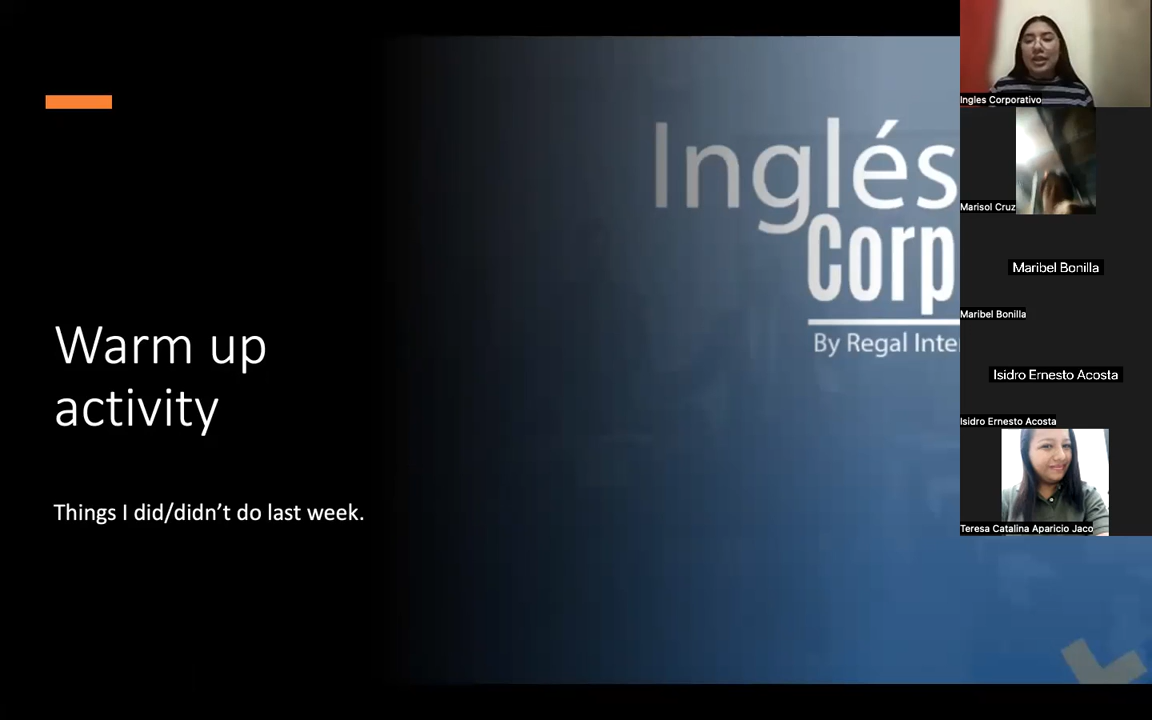 Warm up
activity
Things I did/didn't do last week.
Inglés
Corp
By Regal Inte
Ingles Corporativo
Marisol Cruz
Maribel Bonilla
Maribel Bonilla
Isidro Ernesto Acosta
Isidro Ernesto Acosta
Teresa Catalina Aparicio Jaco